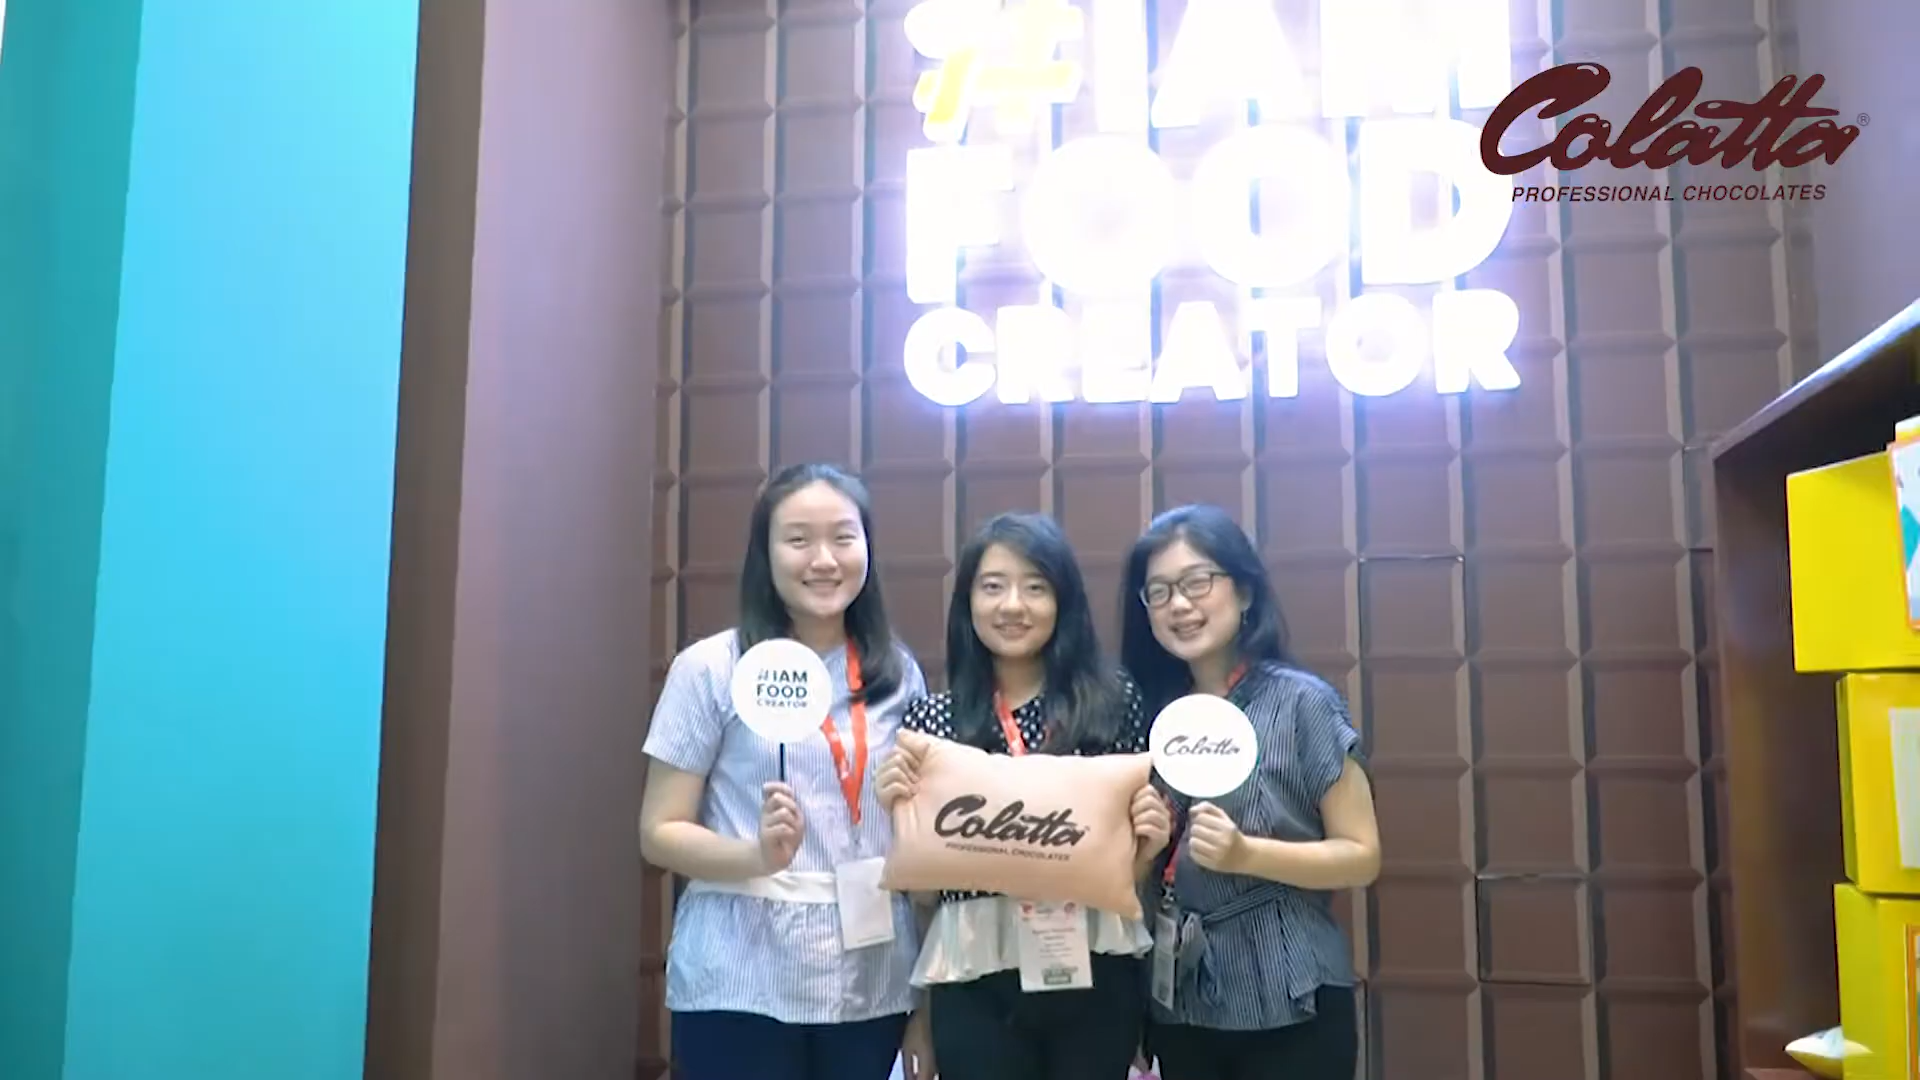 #IAM
FOOD
CREATOR
Colatta®
PROFESSIONAL CHOCOLATES
#IAM
FOOD
CREATOR
Colatta
PROFESSIONAL CHOCOLATES
Colatta